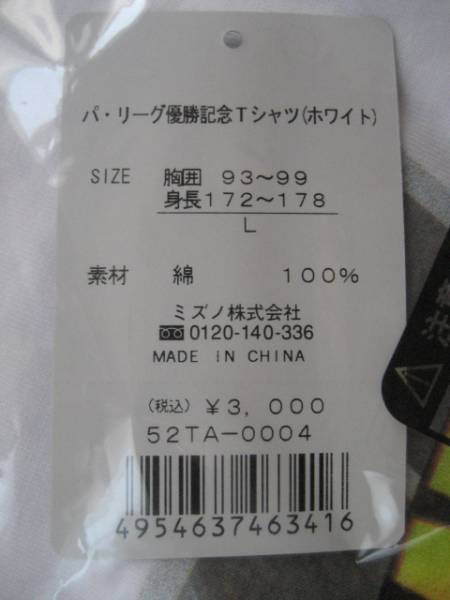 パ・リーグ優勝記念Tシャツ(ホワイト)
SIZE 胸囲 93~99
身長172~178
L
素材 綿 100%
ミズノ株式会社
0120-140-336
MADE IN CHINA
(税込) ¥3,000
52TA-0004
4954637463416
注